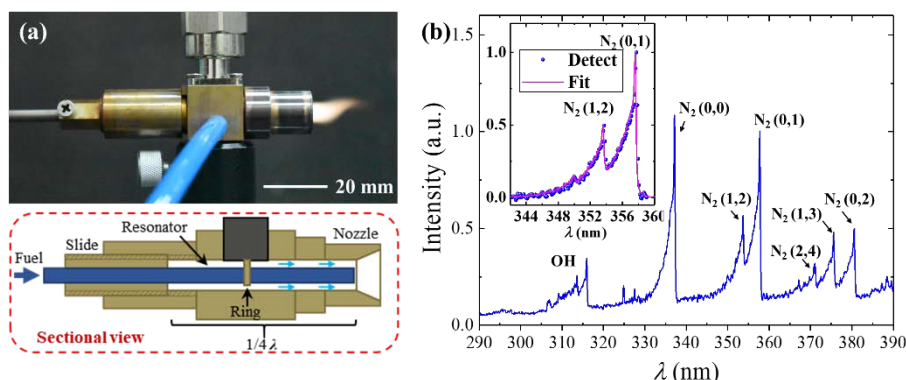 (a)
20 mm
Resonator
Nozzle
Slide
Fuel
Ring
Sectional view
1/4 λ
(b)
Intensity (a.u.)
1.5
1.0
0.5
0.0
290 300 310 320 330 340 350 360 370 380 390
λ (nm)
OH
N₂ (0,0)
N₂ (1,2)
N₂ (0,1)
N₂ (2,4)
N₂ (1,3)
N₂ (0,2)
N₂ (0,1)
Detect
Fit
N₂ (1,2)
1.0
0.5
0.0
344 348 352 356 360
λ (nm)